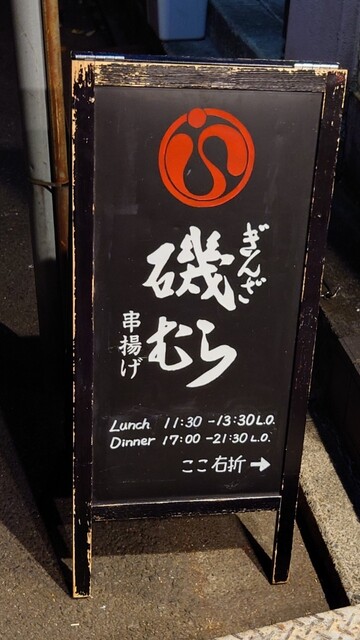 ぎんざ
磯むら
串揚げ
Lunch 11:30 -13:30 L.O.
Dinner 17:00 -21:30 L.O.
ここ右折→